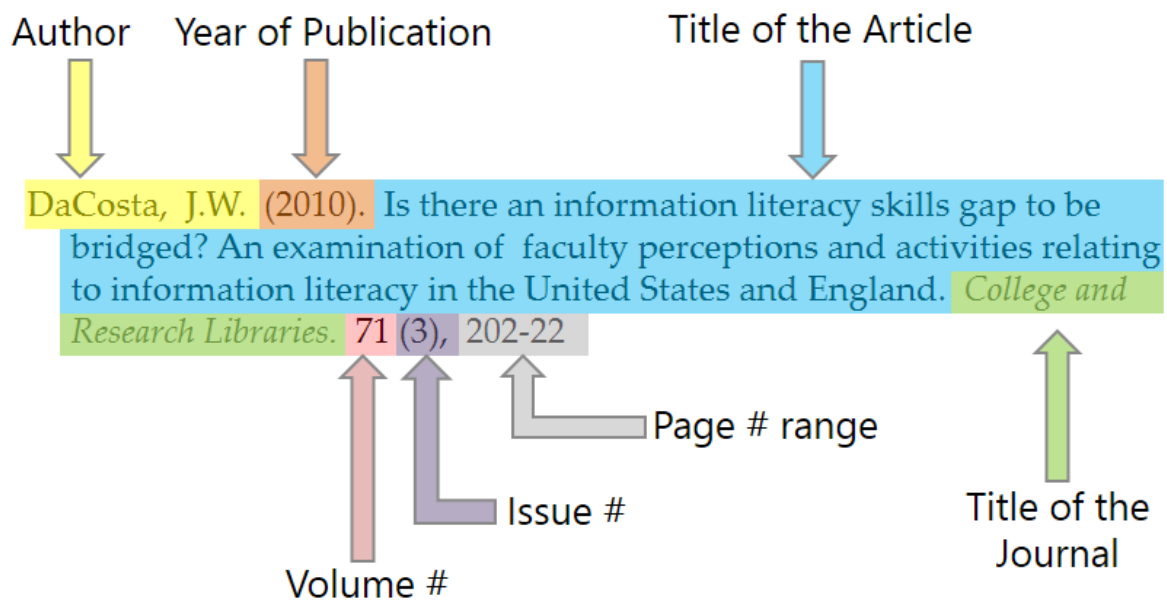 Author Year of Publication Title of the Article
DaCosta, J.W. (2010). Is there an information literacy skills gap to be
bridged? An examination of faculty perceptions and activities relating
to information literacy in the United States and England. College and
Research Libraries. 71 (3), 202-22
Page # range
Issue #
Title of the
Journal
Volume #